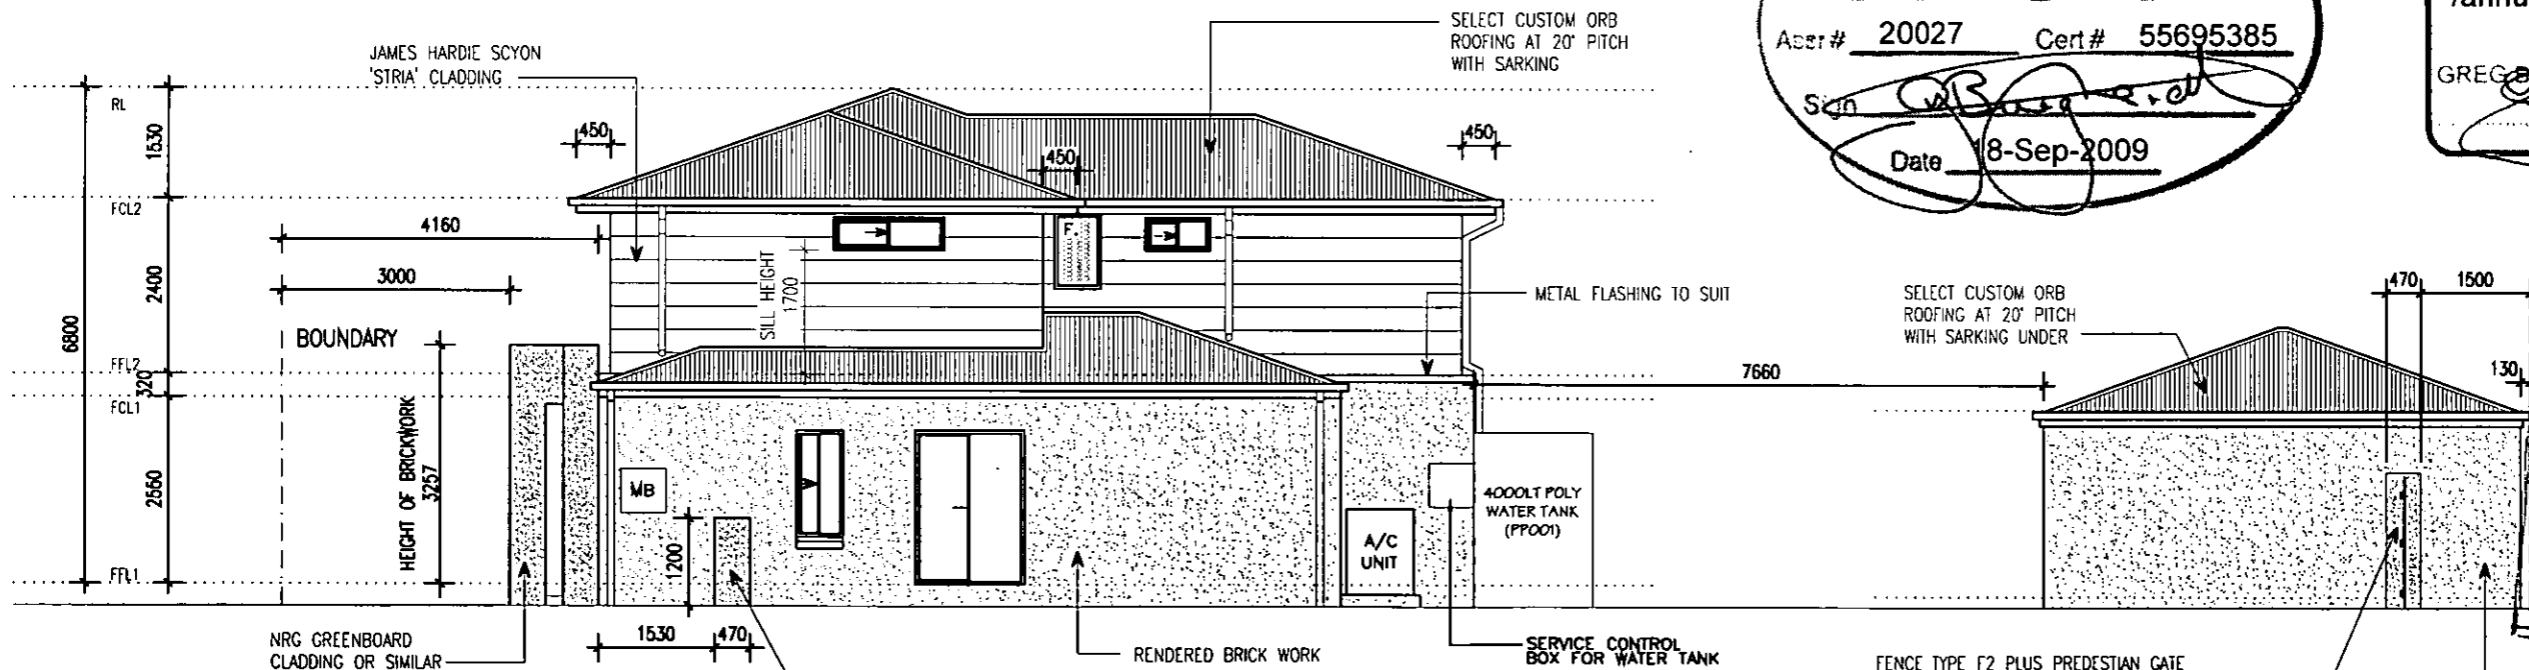 JAMES HARDIE SCYON
'STRIA' CLADDING
SELECT CUSTOM ORB
ROOFING AT 20° PITCH
WITH SARKING
Assr # 20027 Cert # 55695385
Sign
Date 18-Sep-2009
GREG
RL
1530
450
450
450
FCL2
4160
3000
2400
6800
BOUNDARY
SILL HEIGHT
1700
F.
METAL FLASHING TO SUIT
SELECT CUSTOM ORB
ROOFING AT 20° PITCH
WITH SARKING UNDER
470
1500
7660
130
FFL2
320
FCL1
HEIGHT OF BRICKWORK
3257
2560
FFL1
MB
1200
A/C
UNIT
4000LT POLY
WATER TANK
(PP001)
1530
470
NRG GREENBOARD
CLADDING OR SIMILAR
RENDERED BRICK WORK
SERVICE CONTROL
BOX FOR WATER TANK
FENCE TYPE F2 PLUS PREDESTIAN GATE